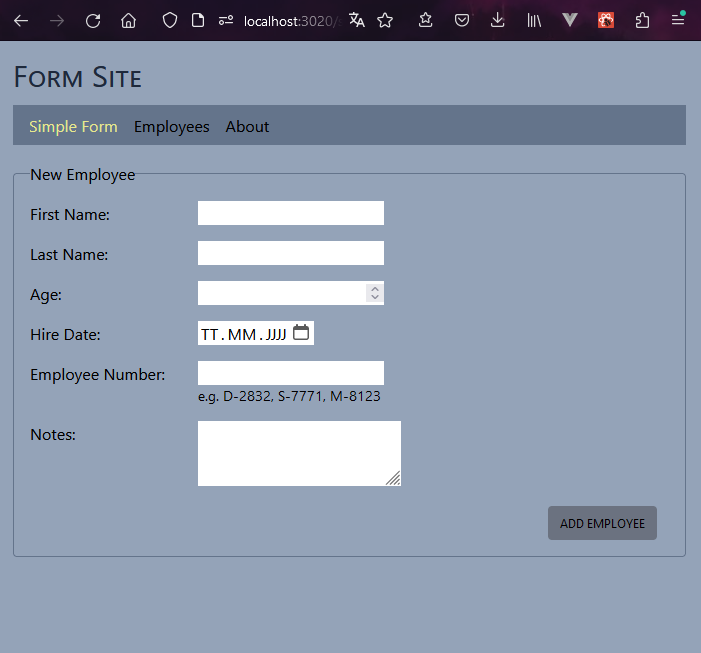 localhost:3020/
Form Site
Simple Form Employees About
New Employee
First Name:
Last Name:
Age:
Hire Date: TT.MM.JJJJ
Employee Number:
e.g. D-2832, S-7771, M-8123
Notes:
ADD EMPLOYEE